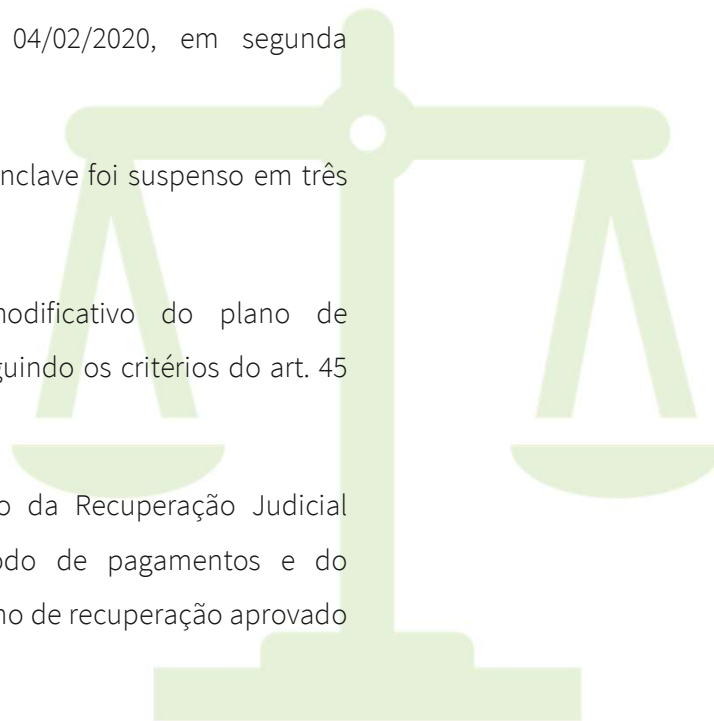 04/02/2020, em segunda
nclave foi suspenso em três
modificativo do plano de
guindo os critérios do art. 45
o da Recuperação Judicial
odo de pagamentos e do
no de recuperação aprovado